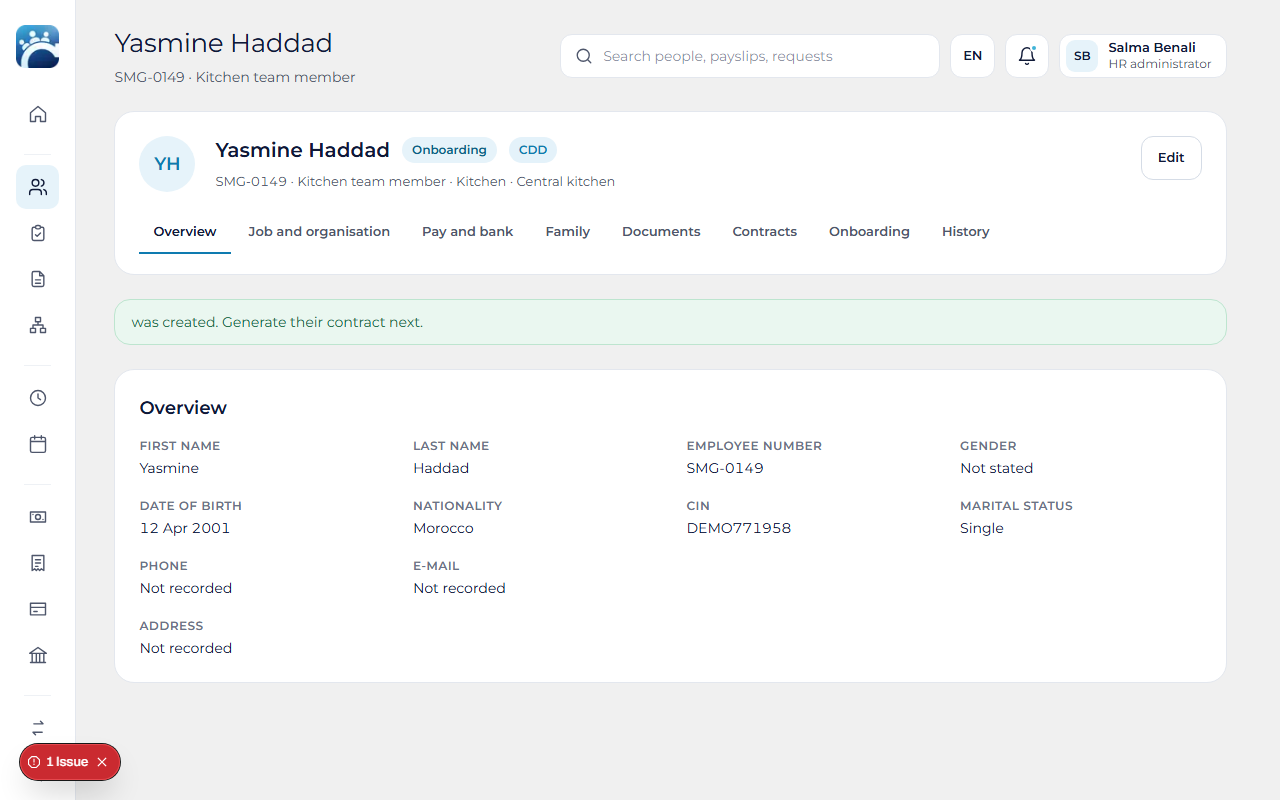 Yasmine Haddad
SMG-0149 · Kitchen team member
Search people, payslips, requests
EN
SB
Salma Benali
HR administrator
YH
Yasmine Haddad
Onboarding
CDD
SMG-0149 · Kitchen team member · Kitchen · Central kitchen
Edit
Overview
Job and organisation
Pay and bank
Family
Documents
Contracts
Onboarding
History
was created. Generate their contract next.
Overview
FIRST NAME
Yasmine
LAST NAME
Haddad
EMPLOYEE NUMBER
SMG-0149
GENDER
Not stated
DATE OF BIRTH
12 Apr 2001
NATIONALITY
Morocco
CIN
DEMO771958
MARITAL STATUS
Single
PHONE
Not recorded
E-MAIL
Not recorded
ADDRESS
Not recorded
1 Issue